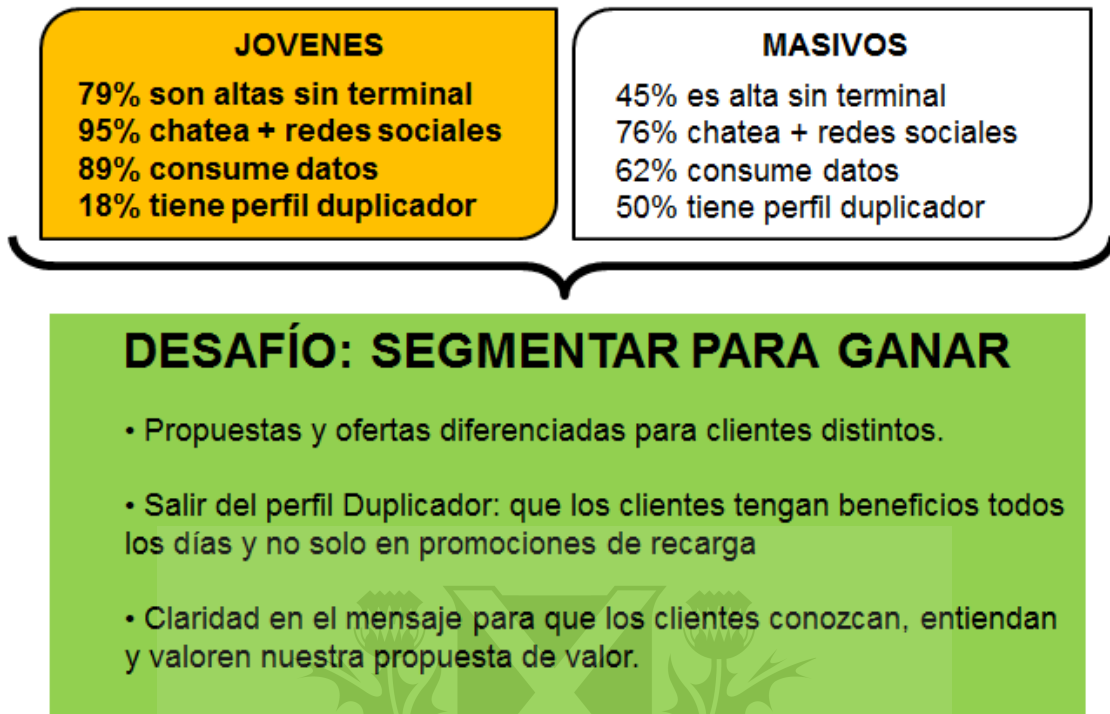 JOVENES
79% son altas sin terminal
95% chatea + redes sociales
89% consume datos
18% tiene perfil duplicador
MASIVOS
45% es alta sin terminal
76% chatea + redes sociales
62% consume datos
50% tiene perfil duplicador
DESAFÍO: SEGMENTAR PARA GANAR
• Propuestas y ofertas diferenciadas para clientes distintos.
• Salir del perfil Duplicador: que los clientes tengan beneficios todos
los días y no solo en promociones de recarga
• Claridad en el mensaje para que los clientes conozcan, entiendan
y valoren nuestra propuesta de valor.